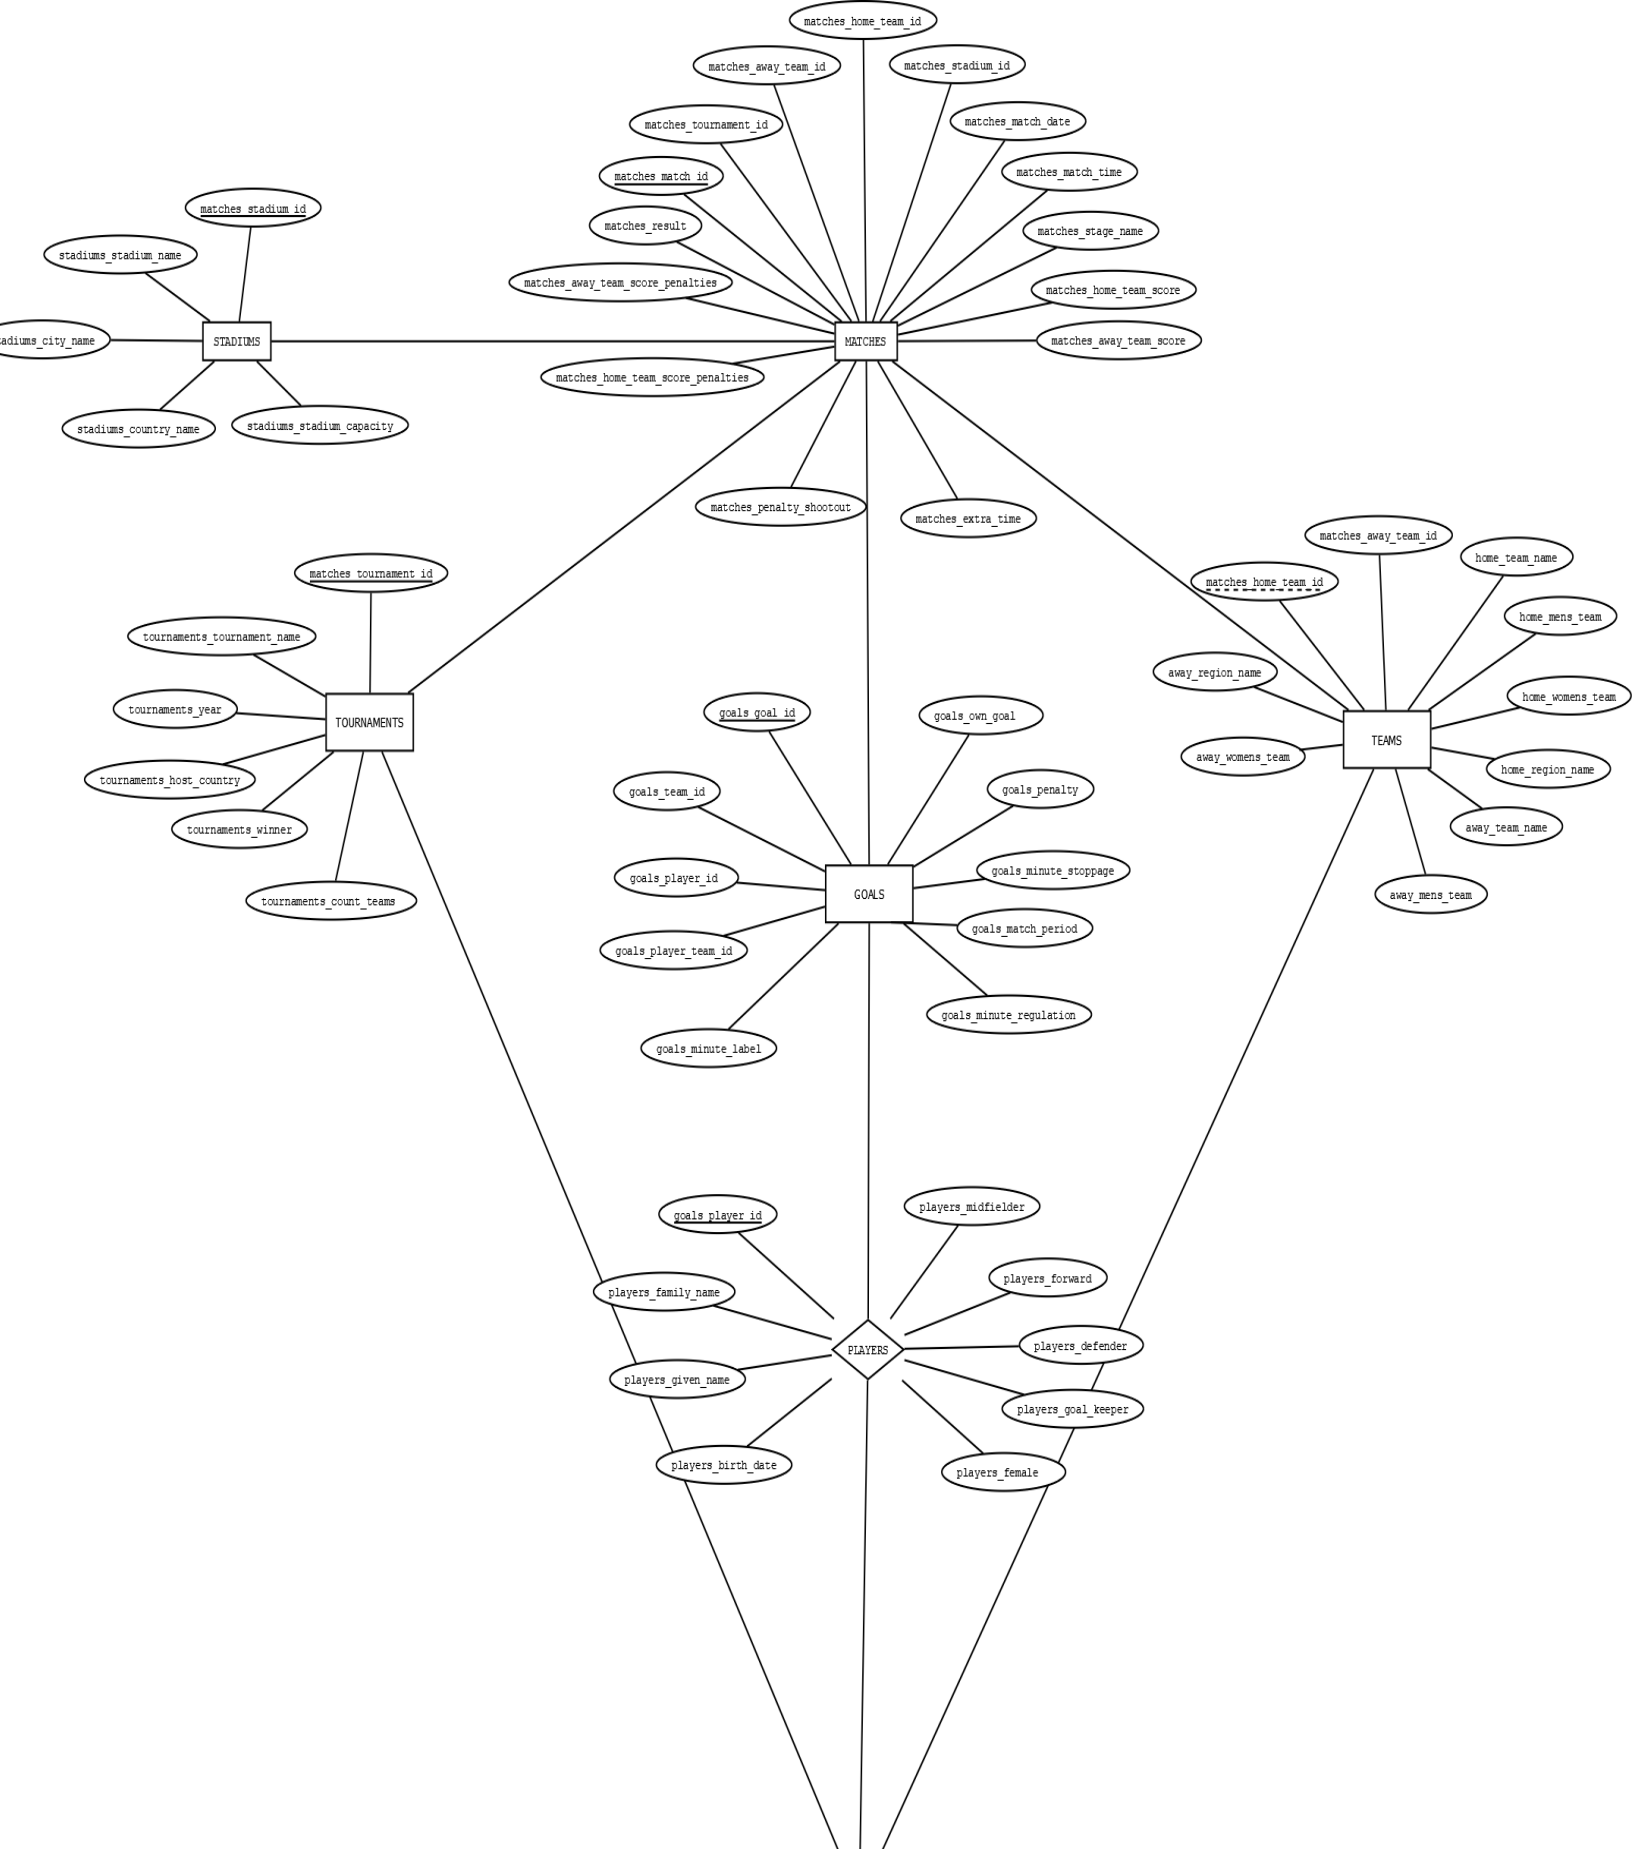 matches_home_team_id
matches_away_team_id
matches_stadium_id
matches_tournament_id
matches_match_date
matches_match_id
matches_match_time
matches_result
matches_stage_name
matches_away_team_score_penalties
matches_home_team_score
matches_away_team_score
matches_home_team_score_penalties
MATCHES
matches_penalty_shootout
matches_extra_time
matches_stadium_id
stadiums_stadium_name
tadiums_city_name
STADIUMS
stadiums_country_name
stadiums_stadium_capacity
matches_tournament_id
tournaments_tournament_name
tournaments_year
TOURNAMENTS
tournaments_host_country
tournaments_winner
tournaments_count_teams
matches_away_team_id
home_team_name
matches_home_team_id
home_mens_team
away_region_name
home_womens_team
TEAMS
away_womens_team
home_region_name
away_team_name
away_mens_team
goals_goal_id
goals_own_goal
goals_team_id
goals_penalty
goals_player_id
goals_minute_stoppage
GOALS
goals_match_period
goals_player_team_id
goals_minute_regulation
goals_minute_label
goals_player_id
players_midfielder
players_family_name
players_forward
PLAYERS
players_defender
players_given_name
players_goal_keeper
players_birth_date
players_female